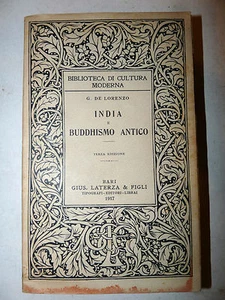 BIBLIOTECA DI CULTURA
MODERNA
G. DE LORENZO
INDIA
E
BUDDHISMO ANTICO
TERZA EDIZIONE
BARI
GIUS. LATERZA & FIGLI
TIPOGRAFI-EDITORI-LIBRAI
1917